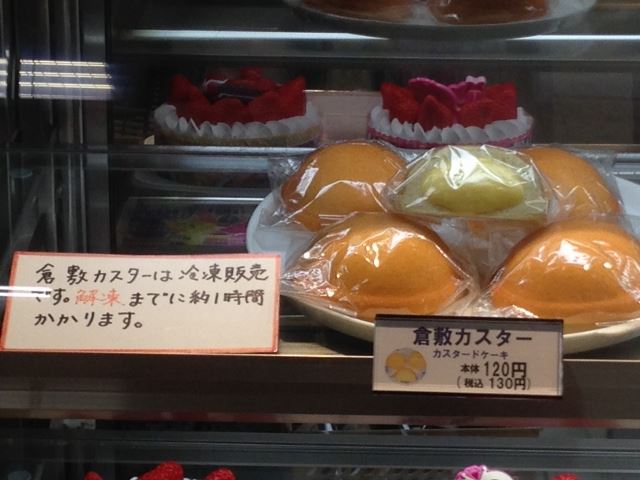 倉敷カスターは冷凍販売
です。解凍までに約1時間
かかります。
倉敷カスター
カスタードケーキ
本体 120円
(税込 130円)